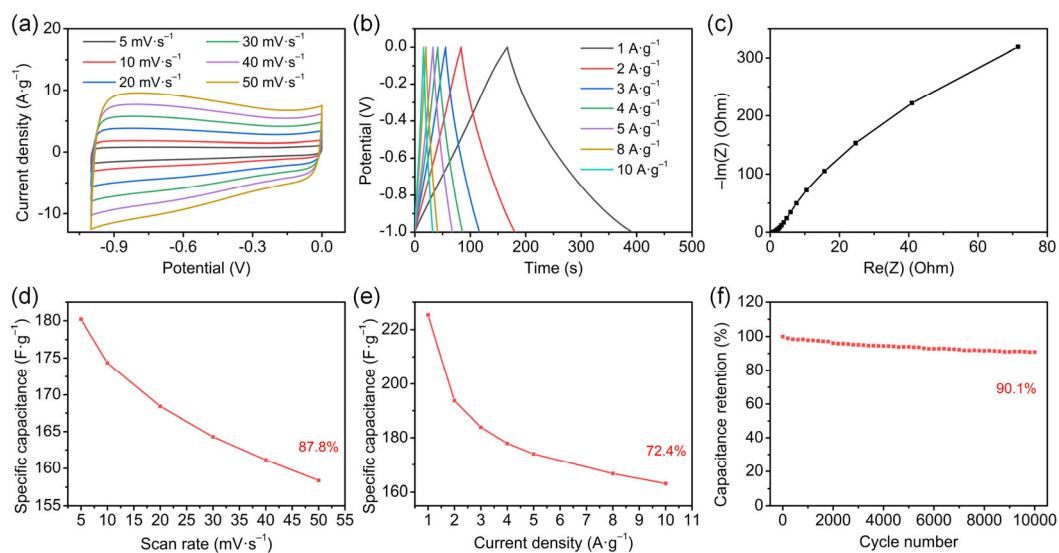 (a)
Current density (A·g⁻¹)
20
10
0
-10
5 mV·s⁻¹
10 mV·s⁻¹
20 mV·s⁻¹
30 mV·s⁻¹
40 mV·s⁻¹
50 mV·s⁻¹
-0.9
-0.6
-0.3
0.0
Potential (V)
(b)
Potential (V)
0.0
-0.2
-0.4
-0.6
-0.8
-1.0
1 A·g⁻¹
2 A·g⁻¹
3 A·g⁻¹
4 A·g⁻¹
5 A·g⁻¹
8 A·g⁻¹
10 A·g⁻¹
0
100
200
300
400
500
Time (s)
(c)
–Im(Z) (Ohm)
300
200
100
0
0
20
40
60
80
Re(Z) (Ohm)
(d)
Specific capacitance (F·g⁻¹)
180
175
170
165
160
155
87.8%
5
10
15
20
25
30
35
40
45
50
55
Scan rate (mV·s⁻¹)
(e)
Specific capacitance (F·g⁻¹)
220
200
180
160
72.4%
1
2
3
4
5
6
7
8
9
10
11
Current density (A·g⁻¹)
(f)
Capacitance retention (%)
120
100
80
60
40
20
0
90.1%
0
2000
4000
6000
8000
10000
Cycle number